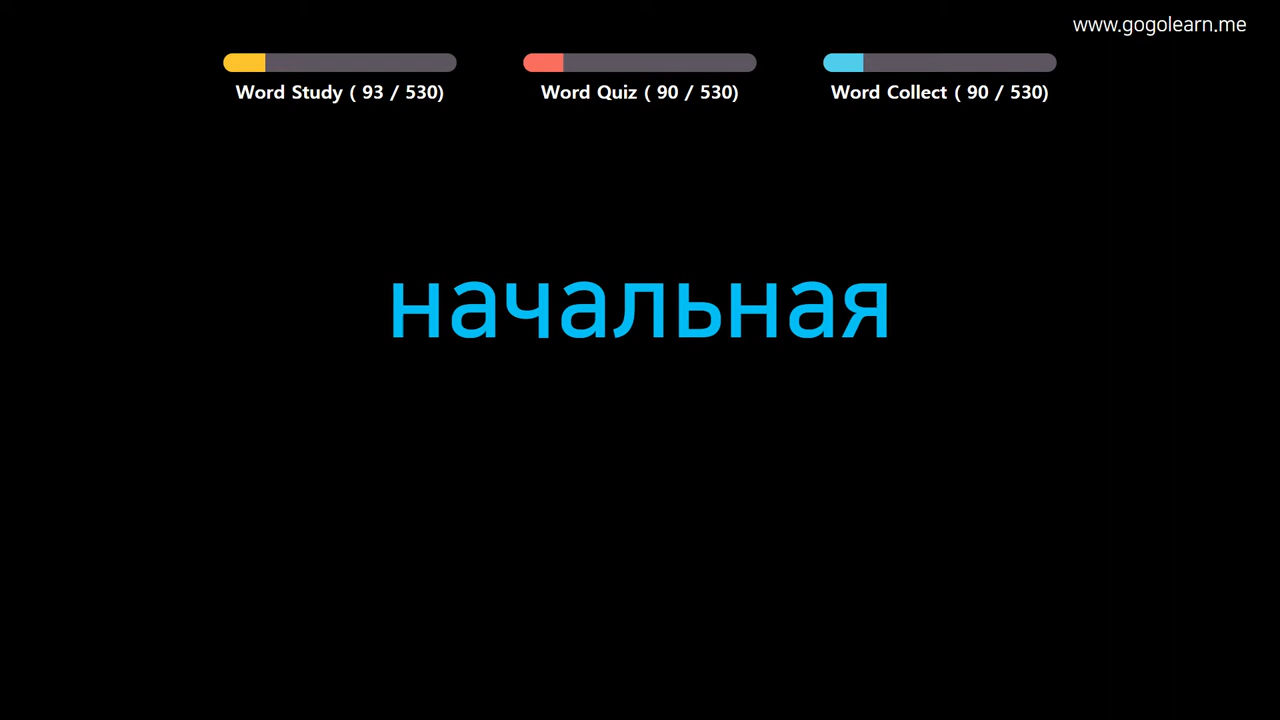 www.gogolearn.me
Word Study ( 93 / 530)
Word Quiz ( 90 / 530)
Word Collect ( 90 / 530)
начальная